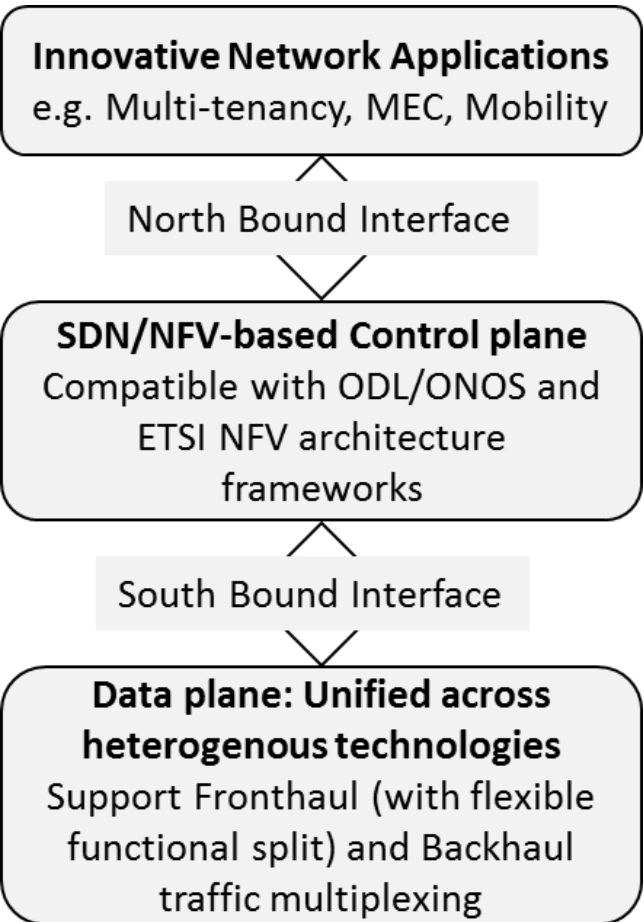 Innovative Network Applications
e.g. Multi-tenancy, MEC, Mobility
North Bound Interface
SDN/NFV-based Control plane
Compatible with ODL/ONOS and
ETSI NFV architecture
frameworks
South Bound Interface
Data plane: Unified across
heterogenous technologies
Support Fronthaul (with flexible
functional split) and Backhaul
traffic multiplexing